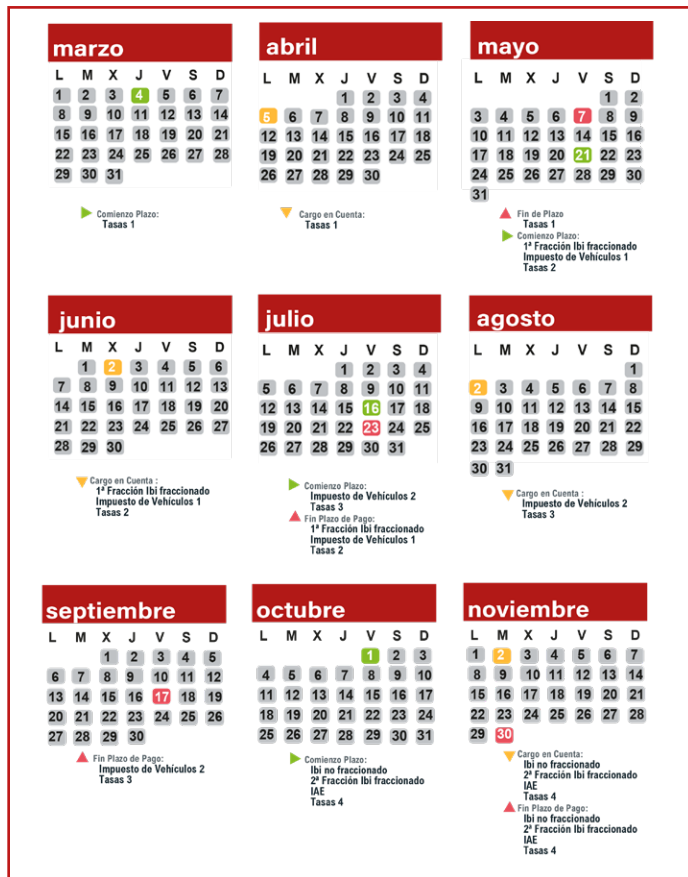 marzo
L M X J V S D
1 2 3 4 5 6 7
8 9 10 11 12 13 14
15 16 17 18 19 20 21
22 23 24 25 26 27 28
29 30 31
Comienzo Plazo:
Tasas 1
abril
L M X J V S D
1 2 3 4
5 6 7 8 9 10 11
12 13 14 15 16 17 18
19 20 21 22 23 24 25
26 27 28 29 30
Cargo en Cuenta:
Tasas 1
mayo
L M X J V S D
1 2
3 4 5 6 7 8 9
10 11 12 13 14 15 16
17 18 19 20 21 22 23
24 25 26 27 28 29 30
31
Fin de Plazo
Tasas 1
Comienzo Plazo:
1ª Fracción Ibi fraccionado
Impuesto de Vehículos 1
Tasas 2
junio
L M X J V S D
1 2 3 4 5 6
7 8 9 10 11 12 13
14 15 16 17 18 19 20
21 22 23 24 25 26 27
28 29 30
Cargo en Cuenta :
1ª Fracción Ibi fraccionado
Impuesto de Vehículos 1
Tasas 2
julio
L M X J V S D
1 2 3 4
5 6 7 8 9 10 11
12 13 14 15 16 17 18
19 20 21 22 23 24 25
26 27 28 29 30 31
Comienzo Plazo:
Impuesto de Vehículos 2
Tasas 3
Fin Plazo de Pago:
1ª Fracción Ibi fraccionado
Impuesto de Vehículos 1
Tasas 2
agosto
L M X J V S D
1
2 3 4 5 6 7 8
9 10 11 12 13 14 15
16 17 18 19 20 21 22
23 24 25 26 27 28 29
30 31
Cargo en Cuenta :
Impuesto de Vehículos 2
Tasas 3
septiembre
L M X J V S D
1 2 3 4 5
6 7 8 9 10 11 12
13 14 15 16 17 18 19
20 21 22 23 24 25 26
27 28 29 30
Fin Plazo de Pago:
Impuesto de Vehículos 2
Tasas 3
octubre
L M X J V S D
1 2 3
4 5 6 7 8 9 10
11 12 13 14 15 16 17
18 19 20 21 22 23 24
25 26 27 28 29 30 31
Comienzo Plazo:
Ibi no fraccionado
2ª Fracción Ibi fraccionado
IAE
Tasas 4
noviembre
L M X J V S D
1 2 3 4 5 6 7
8 9 10 11 12 13 14
15 16 17 18 19 20 21
22 23 24 25 26 27 28
29 30
Cargo en Cuenta:
Ibi no fraccionado
2ª Fracción Ibi fraccionado
IAE
Tasas 4
Fin Plazo de Pago:
Ibi no fraccionado
2ª Fracción Ibi fraccionado
IAE
Tasas 4